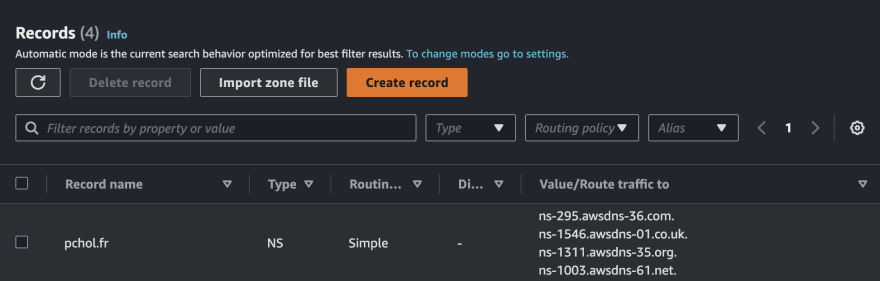 Records (4) Info
Automatic mode is the current search behavior optimized for best filter results. To change modes go to settings.
Delete record Import zone file Create record
Filter records by property or value Type Routing policy Alias 1
Record name Type Routin... Di... Value/Route traffic to
ns-295.awsdns-36.com.
ns-1546.awsdns-01.co.uk.
pchol.fr NS Simple -
ns-1311.awsdns-35.org.
ns-1003.awsdns-61.net.